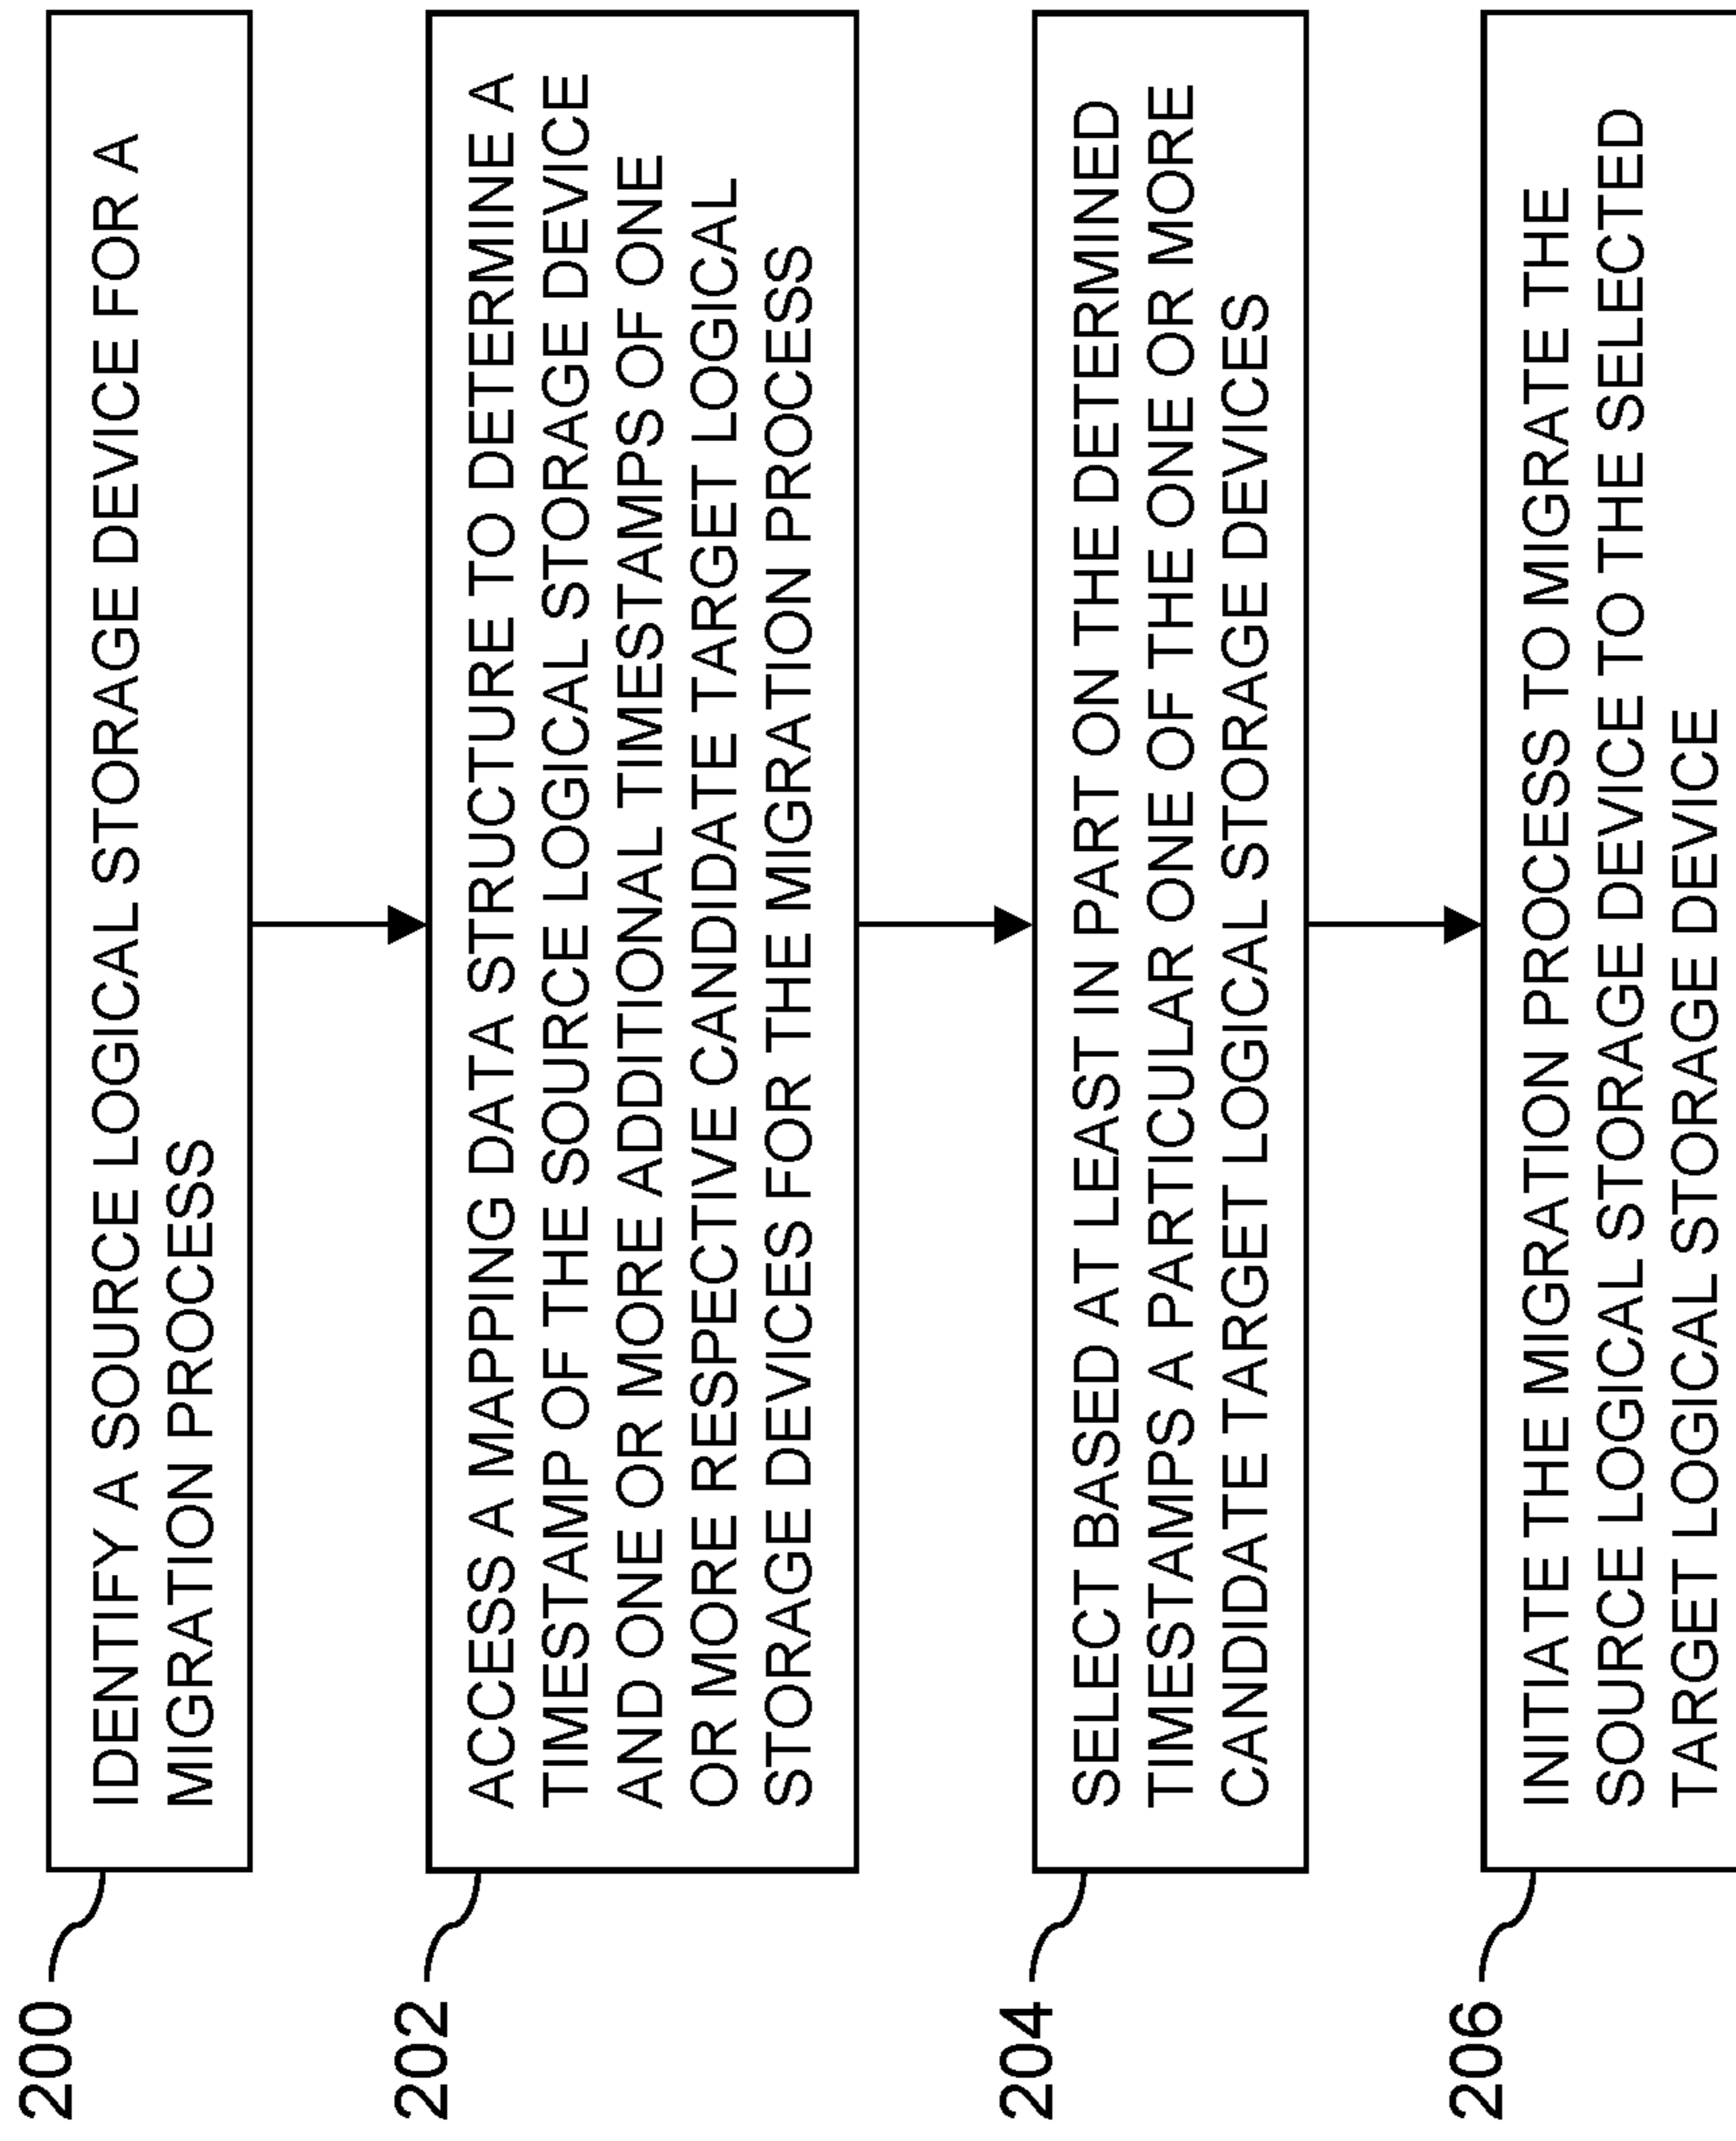 200
IDENTIFY A SOURCE LOGICAL STORAGE DEVICE FOR A
MIGRATION PROCESS
202
ACCESS A MAPPING DATA STRUCTURE TO DETERMINE A
TIMESTAMP OF THE SOURCE LOGICAL STORAGE DEVICE
AND ONE OR MORE ADDITIONAL TIMESTAMPS OF ONE
OR MORE RESPECTIVE CANDIDATE TARGET LOGICAL
STORAGE DEVICES FOR THE MIGRATION PROCESS
204
SELECT BASED AT LEAST IN PART ON THE DETERMINED
TIMESTAMPS A PARTICULAR ONE OF THE ONE OR MORE
CANDIDATE TARGET LOGICAL STORAGE DEVICES
206
INITIATE THE MIGRATION PROCESS TO MIGRATE THE
SOURCE LOGICAL STORAGE DEVICE TO THE SELECTED
TARGET LOGICAL STORAGE DEVICE